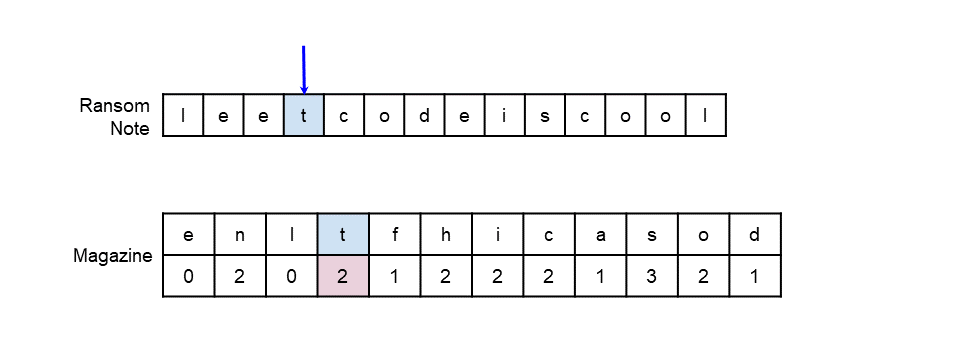 Ransom Note
l e e t c o d e i s c o o l
Magazine
e n l t f h i c a s o d
0 2 0 2 1 2 2 2 1 3 2 1